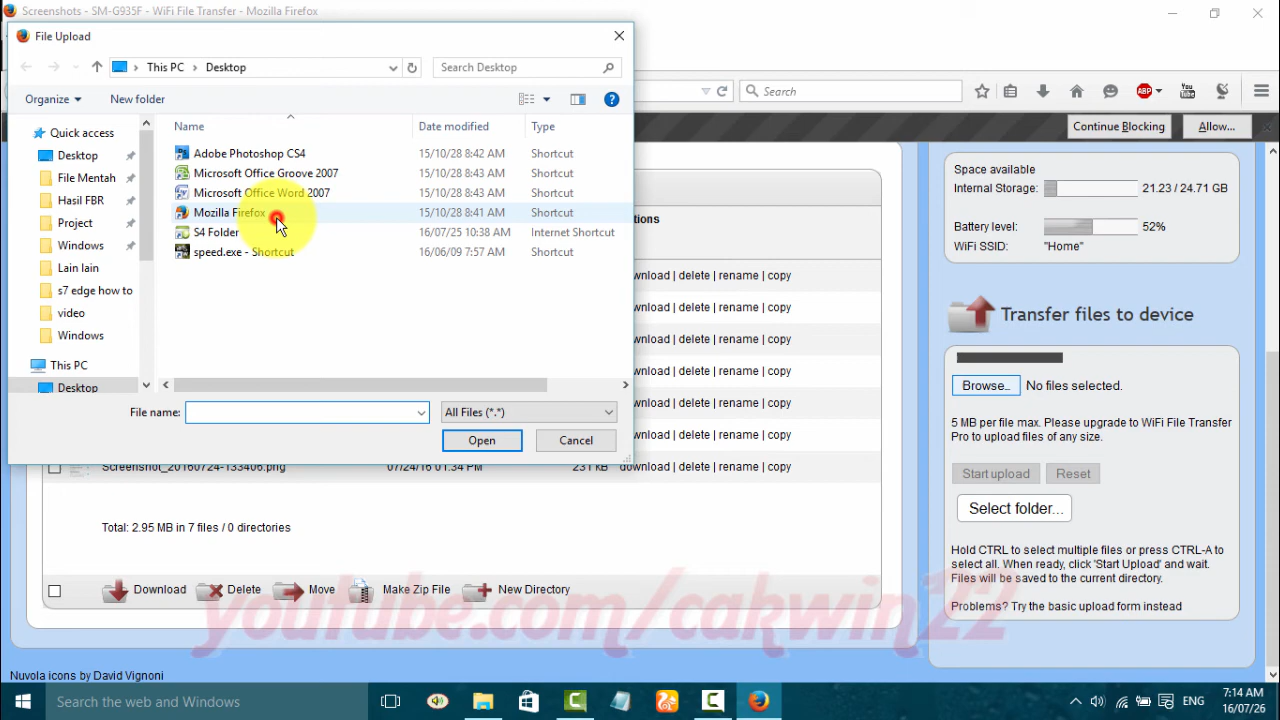 Screenshots - SM-G935F - WiFi File Transfer - Mozilla Firefox
File Upload
This PC
Desktop
Search Desktop
Organize
New folder
Search
ABP
You
Tube
Continue Blocking
Allow...
Name
Date modified
Type
Quick access
Desktop
File Mentah
Hasil FBR
Project
Windows
Lain lain
s7 edge how to
video
Windows
This PC
Desktop
Adobe Photoshop CS4 15/10/28 8:42 AM Shortcut
Microsoft Office Groove 2007 15/10/28 8:43 AM Shortcut
Microsoft Office Word 2007 15/10/28 8:43 AM Shortcut
Mozilla Firefox 15/10/28 8:41 AM Shortcut
S4 Folder 16/07/25 10:38 AM Internet Shortcut
speed.exe - Shortcut 16/06/09 7:57 AM Shortcut
File name:
All Files (*.*)
Open
Cancel
| delete | rename | copy
| delete | rename | copy
| delete | rename | copy
| delete | rename | copy
| delete | rename | copy
| delete | rename | copy
Screenshot_20160724-133406.png 07/24/16 01:34 PM 231 kB download | delete | rename | copy
Total: 2.95 MB in 7 files / 0 directories
Download
Delete
Move
Make Zip File
New Directory
Space available
Internal Storage: 21.23 / 24.71 GB
Battery level: 52%
WiFi SSID: "Home"
Transfer files to device
Browse.. No files selected.
5 MB per file max. Please upgrade to WiFi File Transfer
Pro to upload files of any size.
Start upload
Reset
Select folder...
Hold CTRL to select multiple files or press CTRL-A to
select all. When ready, click 'Start Upload' and wait.
Files will be saved to the current directory.
Problems? Try the basic upload form instead
youtube.com/cakwin22
Nuvola icons by David Vignoni
Search the web and Windows
ENG
7:14 AM
16/07/26